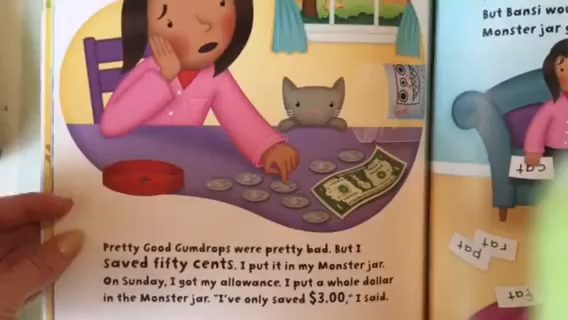 Pretty Good Gumdrops were pretty bad. But I
saved fifty cents. I put it in my Monster jar.
On Sunday, I got my allowance. I put a whole dollar
in the Monster jar. "I've only saved $3.00," I said.
But Bansi wou
Monster jar
cat
rat
pat
fat